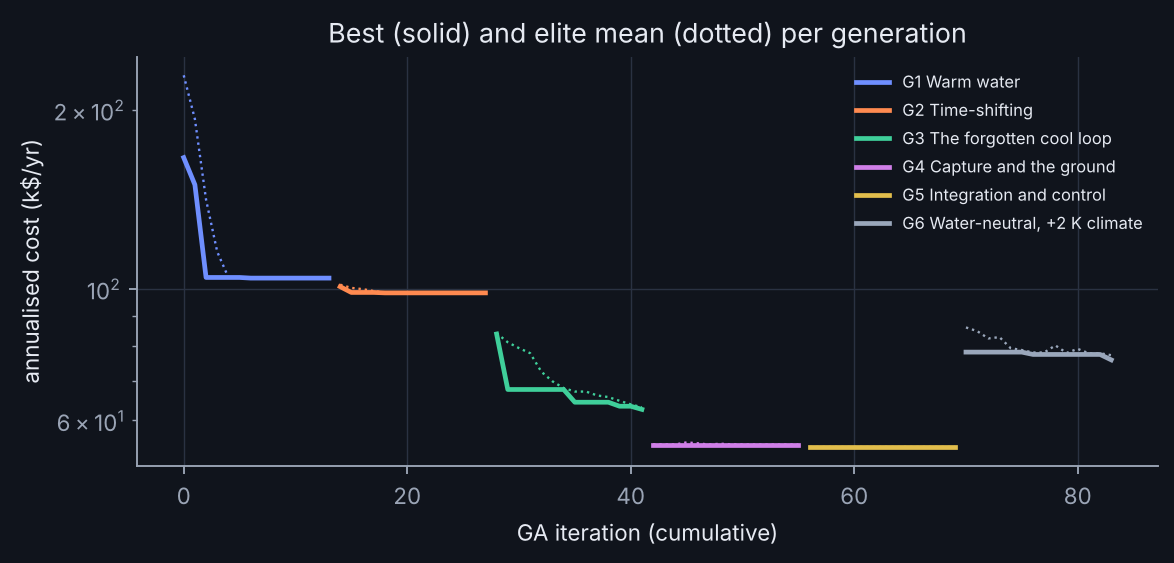 Best (solid) and elite mean (dotted) per generation
annualised cost (k$/yr)
2 × 10²
10²
6 × 10¹
G1 Warm water
G2 Time-shifting
G3 The forgotten cool loop
G4 Capture and the ground
G5 Integration and control
G6 Water-neutral, +2 K climate
0 20 40 60 80
GA iteration (cumulative)